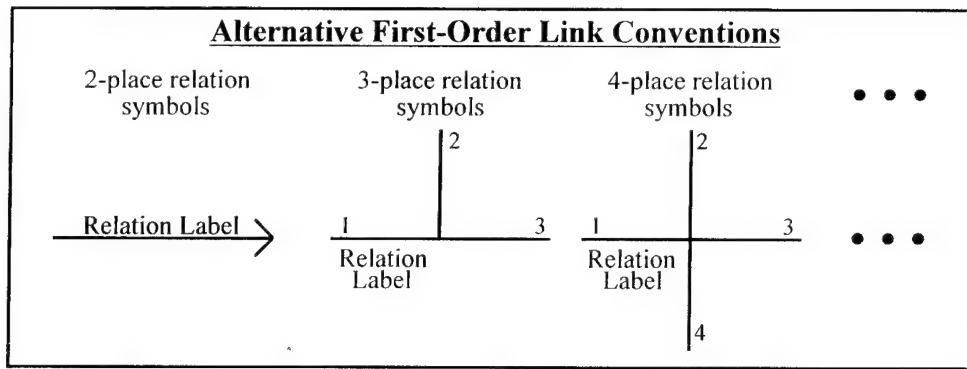 Alternative First-Order Link Conventions
2-place relation
symbols
3-place relation
symbols
4-place relation
symbols
Relation Label
1
2
3
Relation
Label
1
2
3
Relation
Label
4